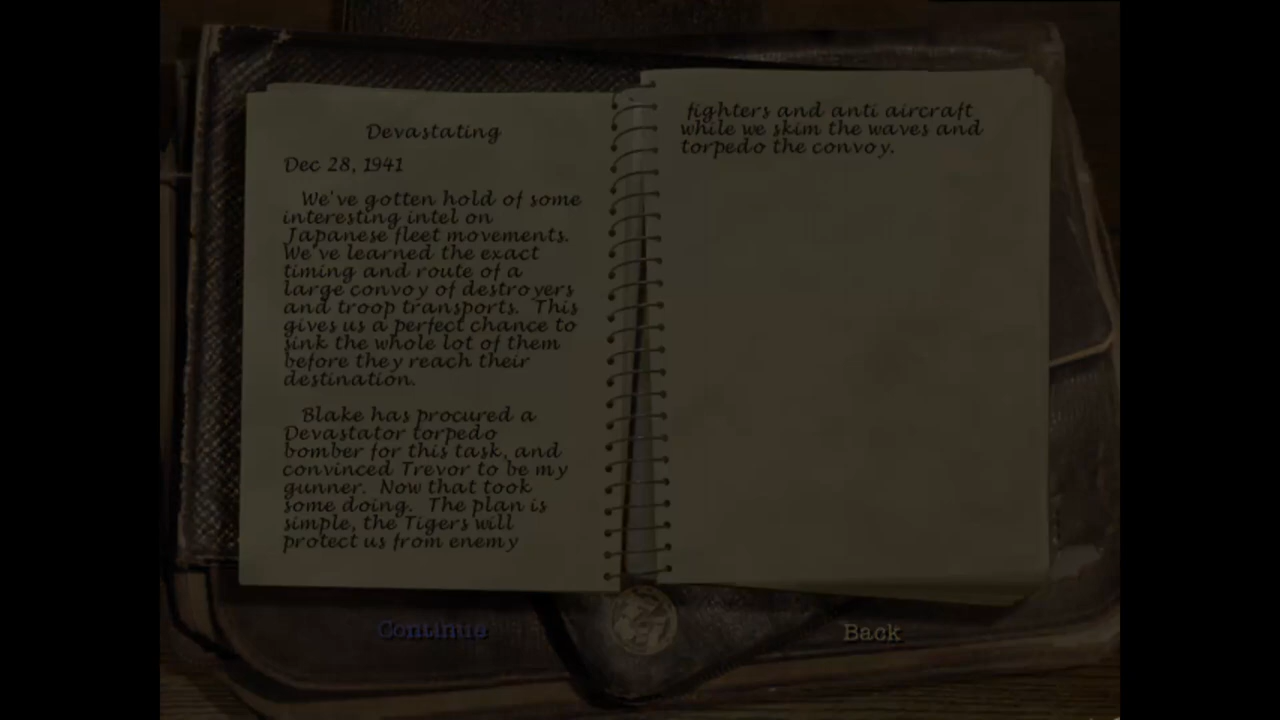 Devastating
Dec 28, 1941
We've gotten hold of some
interesting intel on
Japanese fleet movements.
We've learned the exact
timing and route of a
large convoy of destroyers
and troop transports. This
gives us a perfect chance to
sink the whole lot of them
before they reach their
destination.
Blake has procured a
Devastator torpedo
bomber for this task, and
convinced Trevor to be my
gunner. Now that took
some doing. The plan is
simple, the Tigers will
protect us from enemy
fighters and anti aircraft
while we skim the waves and
torpedo the convoy.
Continue
Back